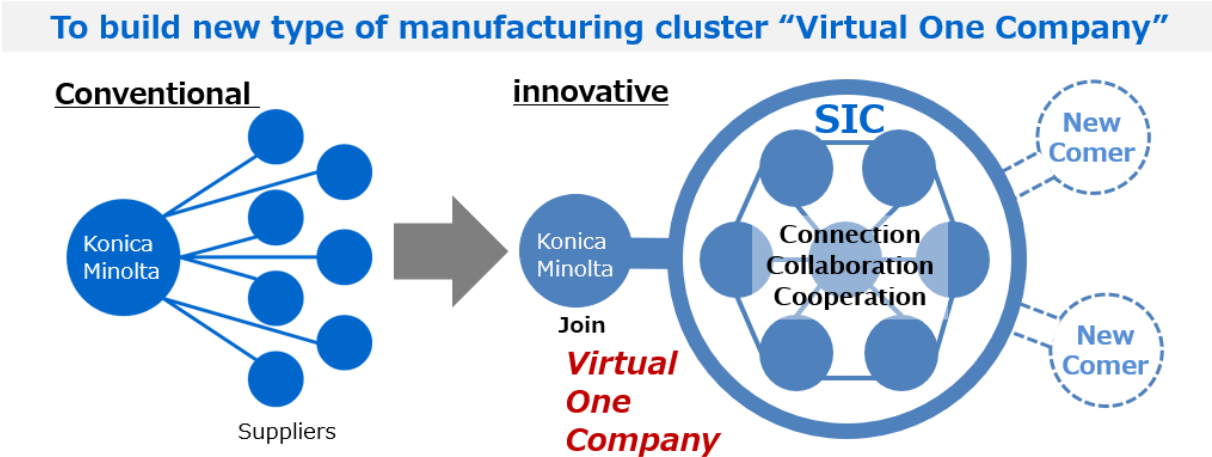 To build new type of manufacturing cluster “Virtual One Company”
Conventional
Konica
Minolta
Suppliers
innovative
Konica
Minolta
Join
Virtual
One
Company
SIC
Connection
Collaboration
Cooperation
New
Comer
New
Comer